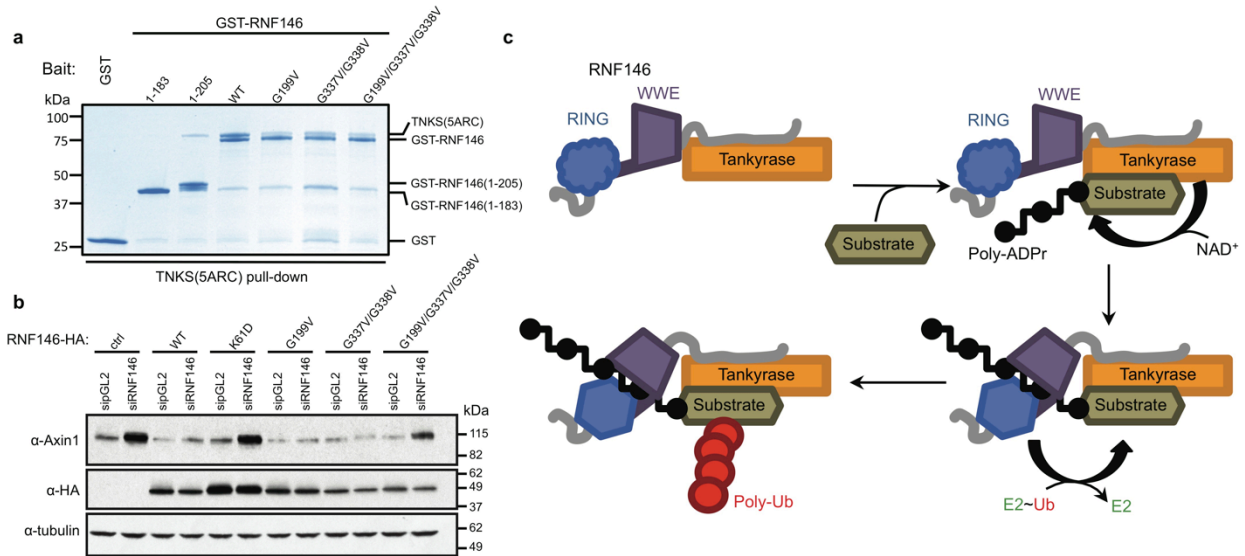 a
GST-RNF146
Bait:
GST
1-183
1-205
WT
G199V
G337V/G338V
G199V/G337V/G338V
kDa
100
75
50
37
25
TNKS(5ARC)
GST-RNF146
GST-RNF146(1-205)
GST-RNF146(1-183)
GST
TNKS(5ARC) pull-down
b
RNF146-HA:
ctrl
WT
K61D
G199V
G337V/G338V
G199V/G337V/G338V
sipGL2
siRNF146
sipGL2
siRNF146
sipGL2
siRNF146
sipGL2
siRNF146
sipGL2
siRNF146
sipGL2
siRNF146
kDa
α-Axin1
115
82
α-HA
62
49
37
α-tubulin
62
49
c
RNF146
WWE
RING
Tankyrase
Substrate
WWE
RING
Tankyrase
Substrate
Poly-ADPr
NAD+
Tankyrase
Substrate
E2~Ub
E2
Tankyrase
Substrate
Poly-Ub